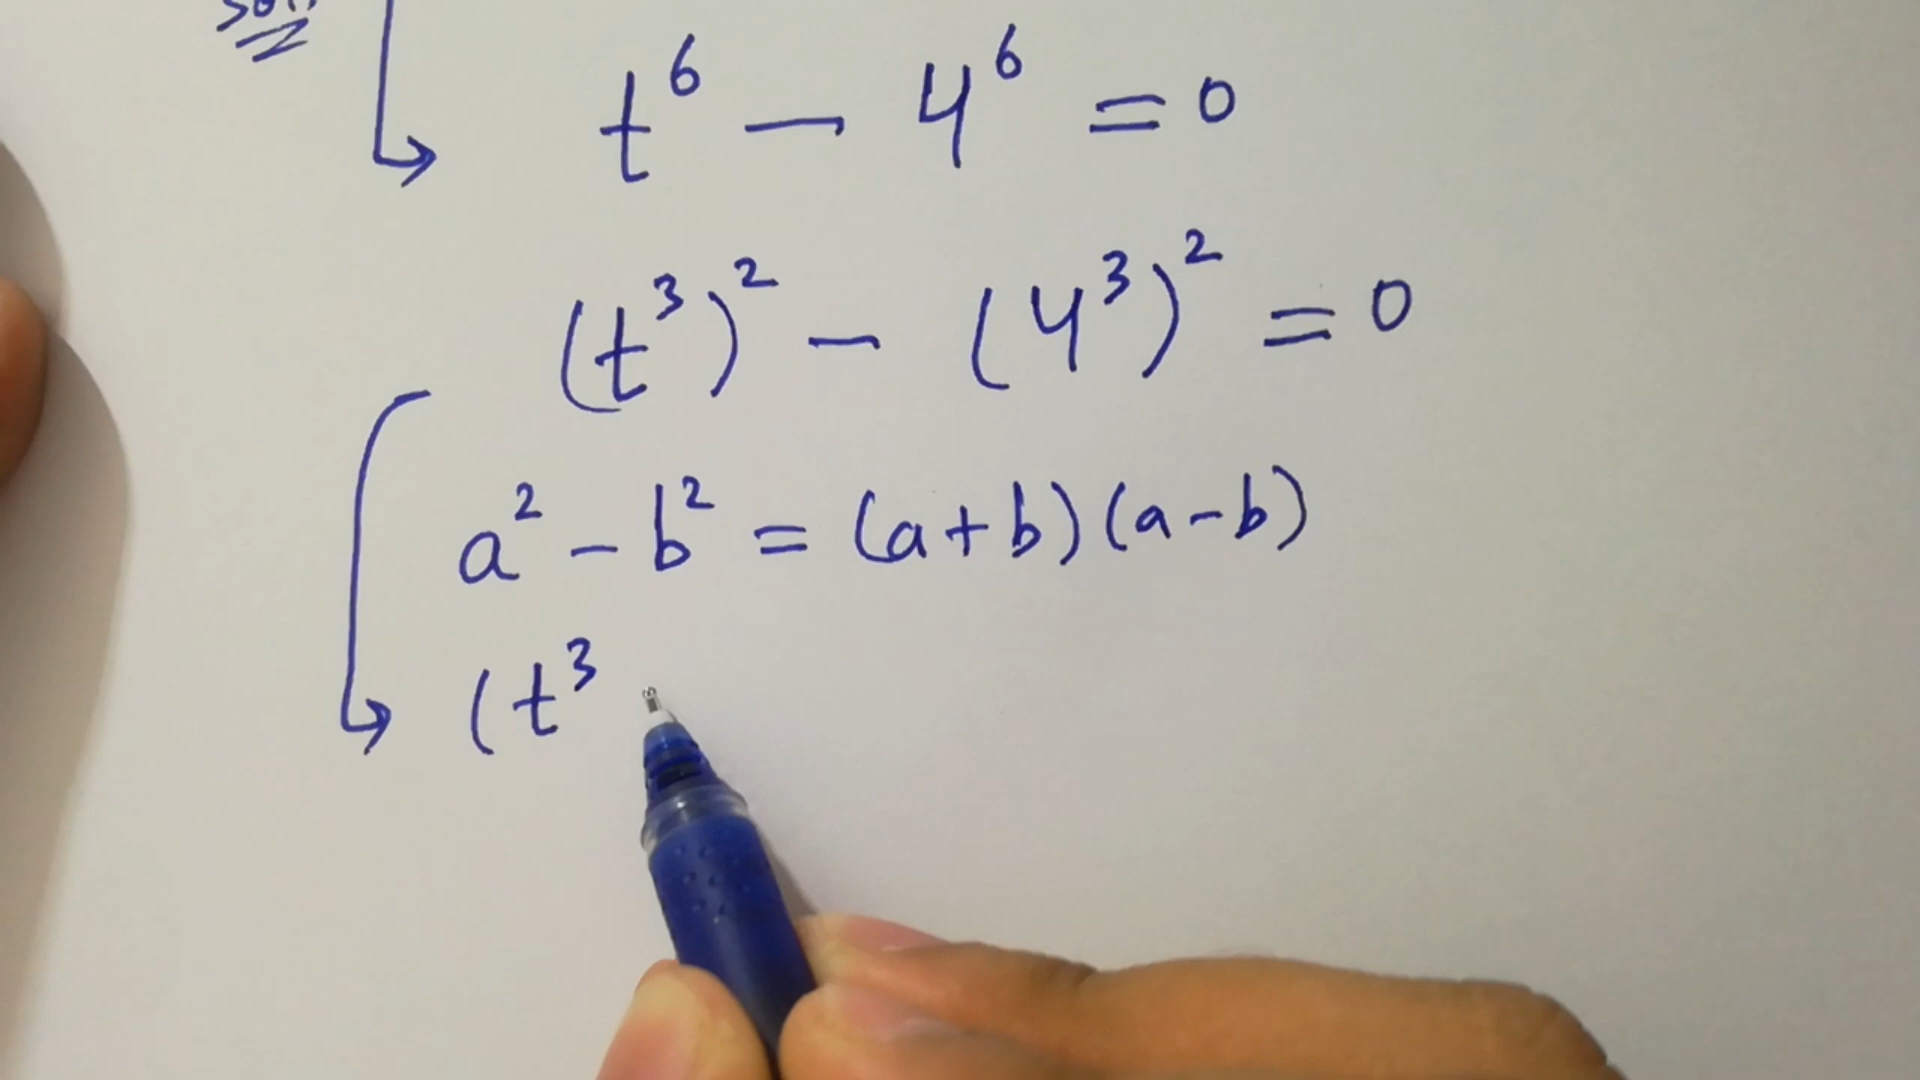 t⁶ − 4⁶ = 0
(t³)² − (4³)² = 0
a² − b² = (a+b)(a−b)
(t³